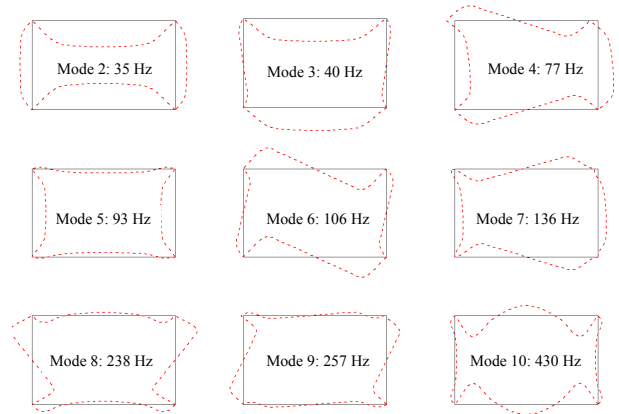 Mode 2: 35 Hz
Mode 3: 40 Hz
Mode 4: 77 Hz
Mode 5: 93 Hz
Mode 6: 106 Hz
Mode 7: 136 Hz
Mode 8: 238 Hz
Mode 9: 257 Hz
Mode 10: 430 Hz